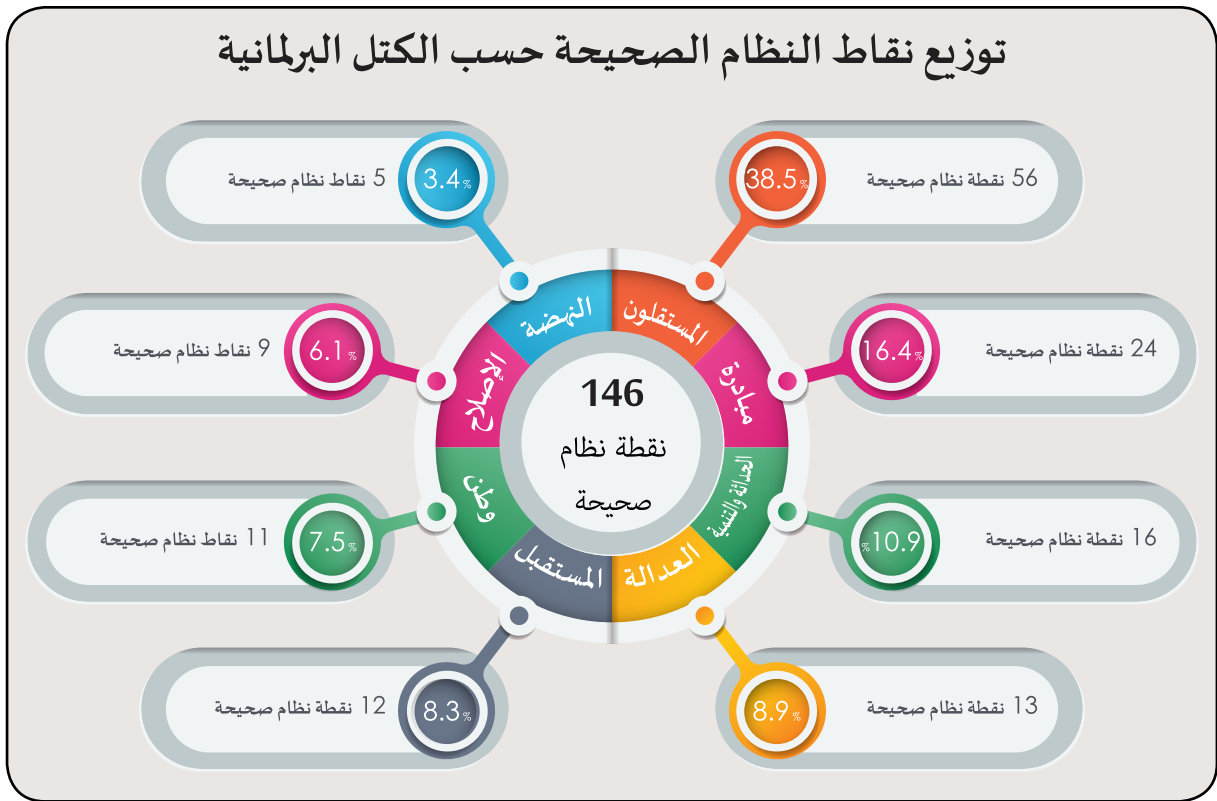 توزيع نقاط النظام الصحيحة حسب الكتل البرلمانية
56 نقطة نظام صحيحة
38.5%
5 نقاط نظام صحيحة
3.4%
24 نقطة نظام صحيحة
16.4%
9 نقاط نظام صحيحة
6.1%
16 نقطة نظام صحيحة
10.9%
11 نقاط نظام صحيحة
7.5%
13 نقطة نظام صحيحة
8.9%
12 نقطة نظام صحيحة
8.3%
المستقلون
مبادرة
الحداثة والتنمية
العدالة
المستقبل
وطن
الإصلاح
النهضة
146
نقطة نظام
صحيحة